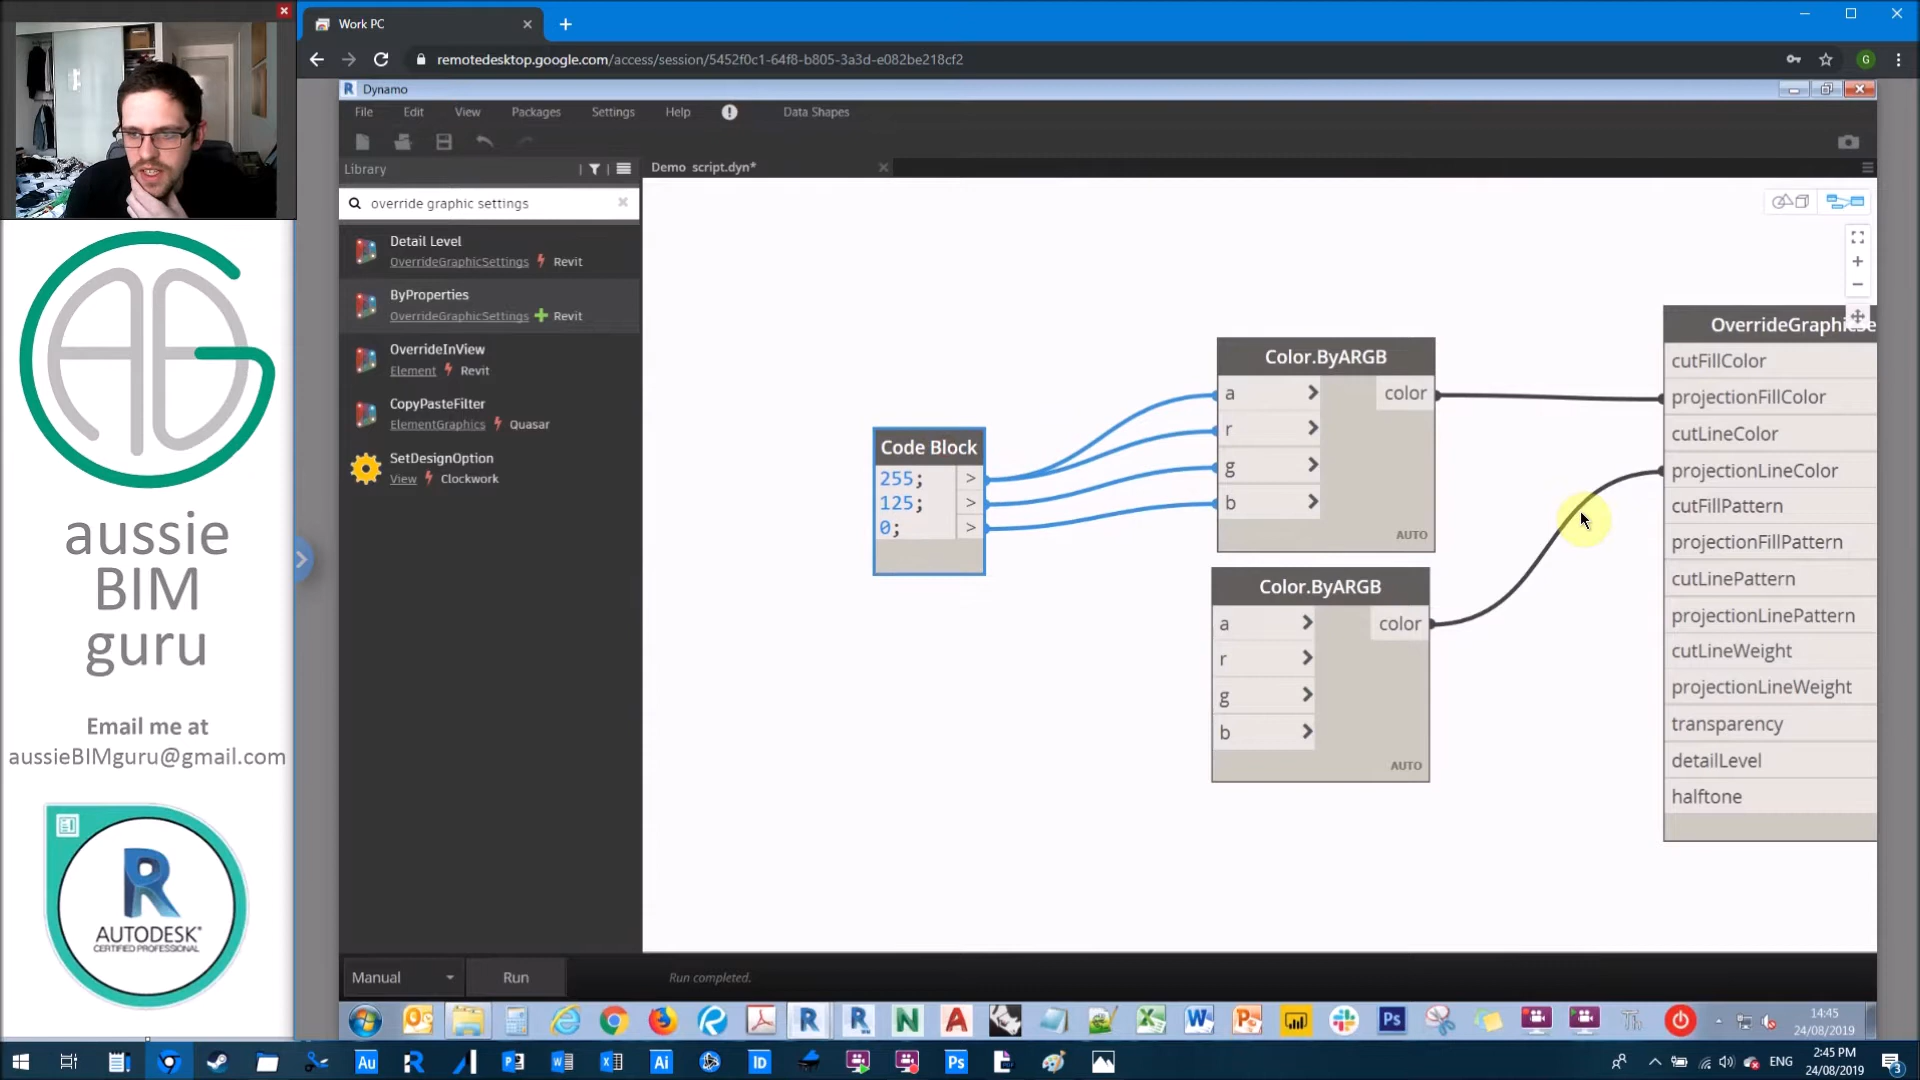 Work PC
remotedesktop.google.com/access/session/5452f0c1-64f8-b805-3a3d-e082be218cf2
G
R Dynamo
File Edit View Packages Settings Help Data Shapes
Library
Demo script.dyn*
override graphic settings
Detail Level
OverrideGraphicSettings Revit
ByProperties
OverrideGraphicSettings Revit
OverrideInView
Element Revit
CopyPasteFilter
ElementGraphics Quasar
SetDesignOption
View Clockwork
Code Block
255; >
125; >
0; >
Color.ByARGB
a color
r
g
b
AUTO
Color.ByARGB
a color
r
g
b
AUTO
OverrideGraphicSe
cutFillColor
projectionFillColor
cutLineColor
projectionLineColor
cutFillPattern
projectionFillPattern
cutLinePattern
projectionLinePattern
cutLineWeight
projectionLineWeight
transparency
detailLevel
halftone
aussie
BIM
guru
Email me at
aussieBIMguru@gmail.com
R
AUTODESK®
CERTIFIED PROFESSIONAL
Manual Run Run completed.
14:45
24/08/2019
ENG
2:45 PM
24/08/2019
3